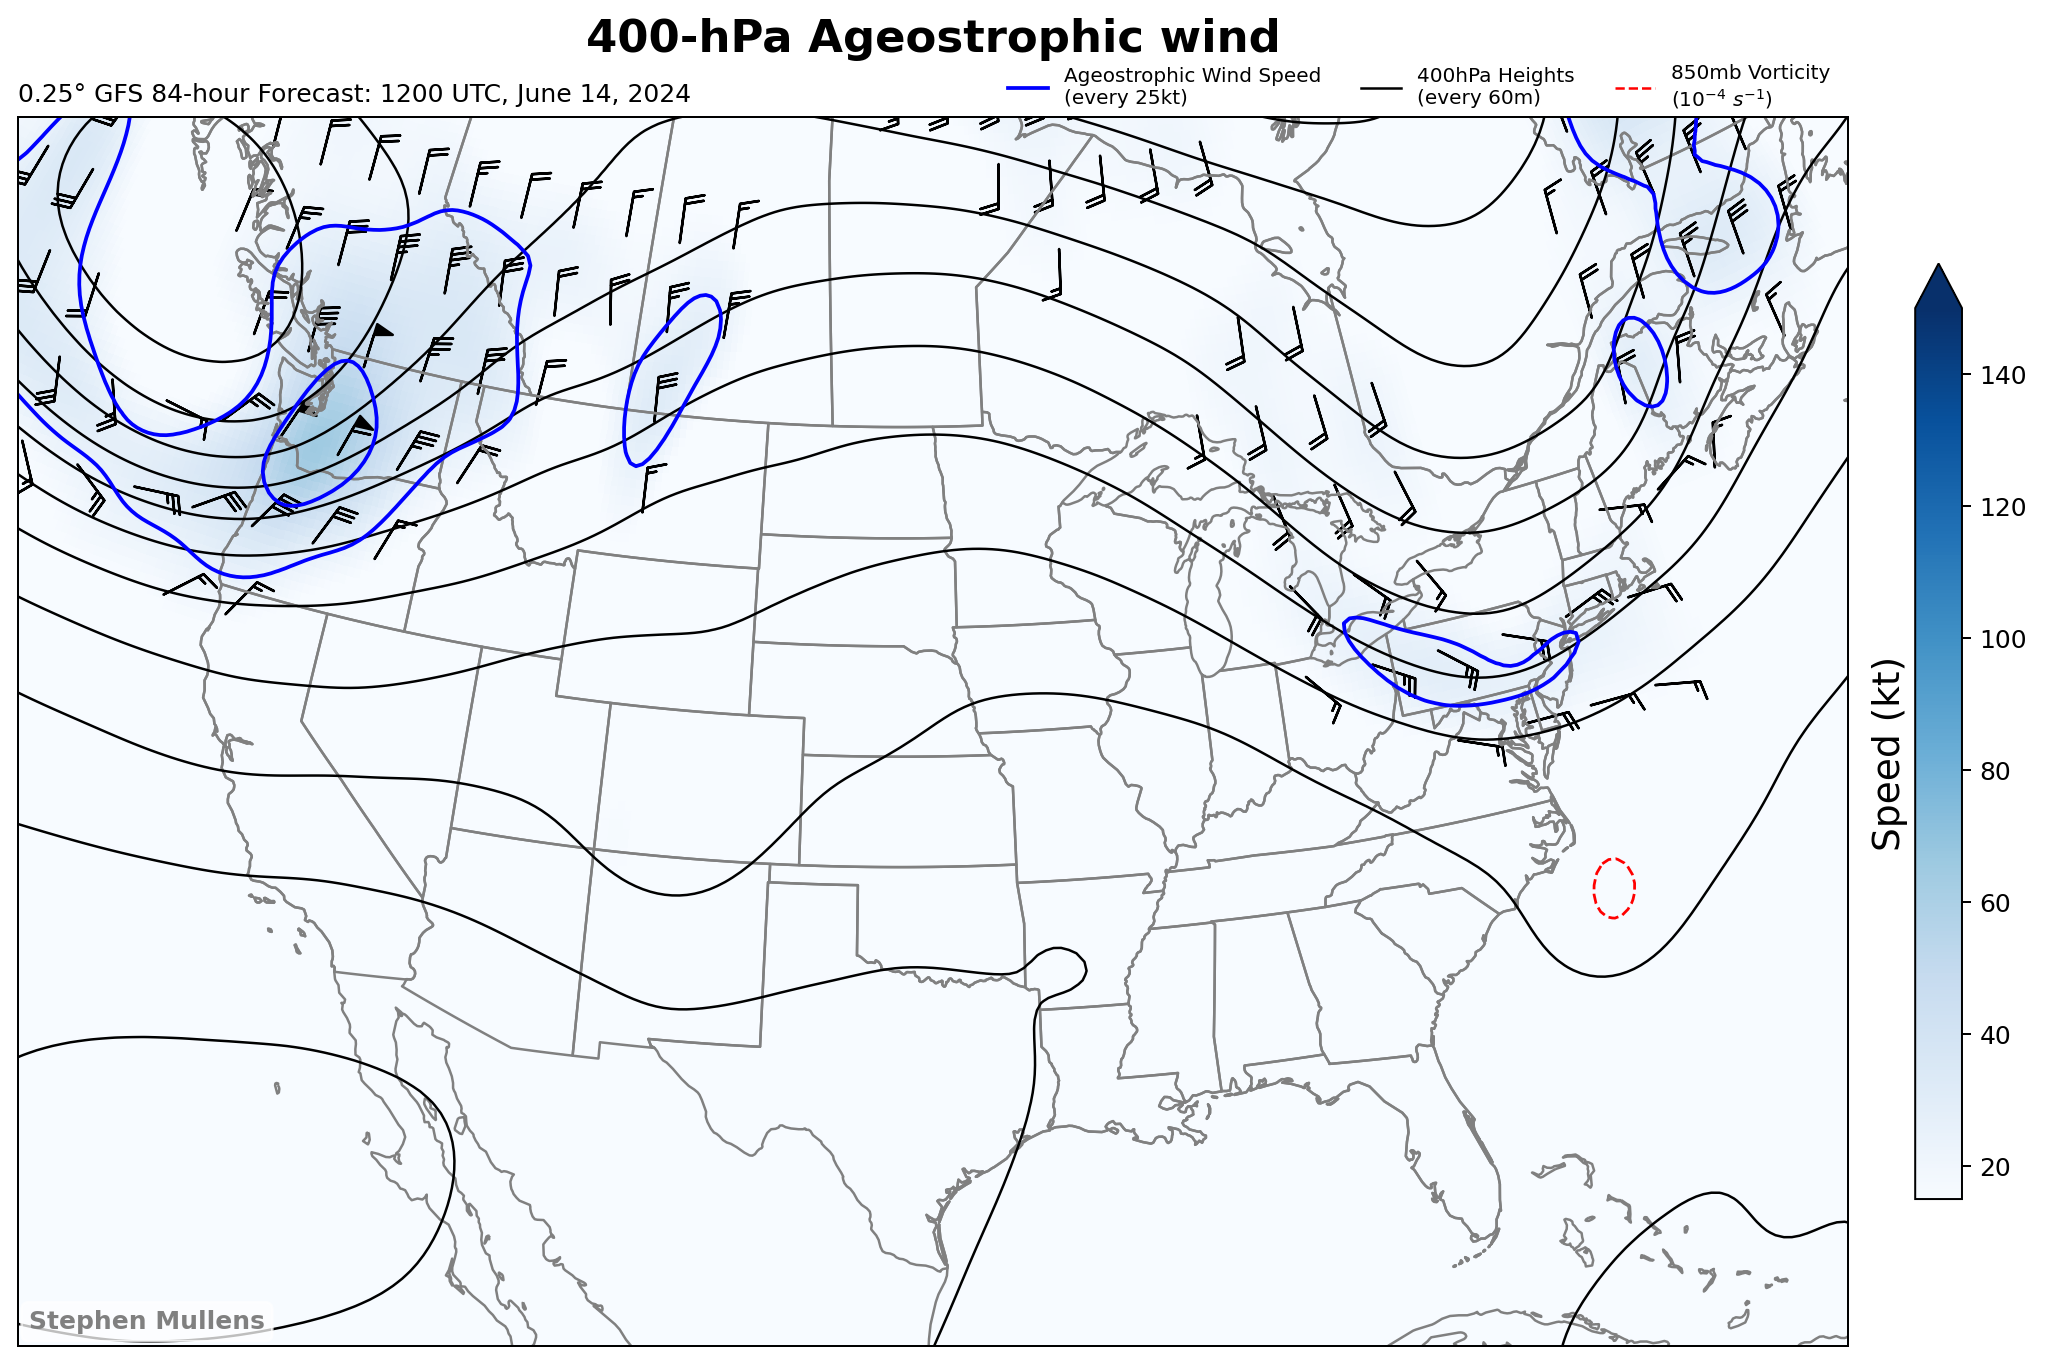 400-hPa Ageostrophic wind
0.25° GFS 84-hour Forecast: 1200 UTC, June 14, 2024
Ageostrophic Wind Speed
(every 25kt)
400hPa Heights
(every 60m)
850mb Vorticity
(10⁻⁴ s⁻¹)
140
120
100
80
60
40
20
Speed (kt)
Stephen Mullens